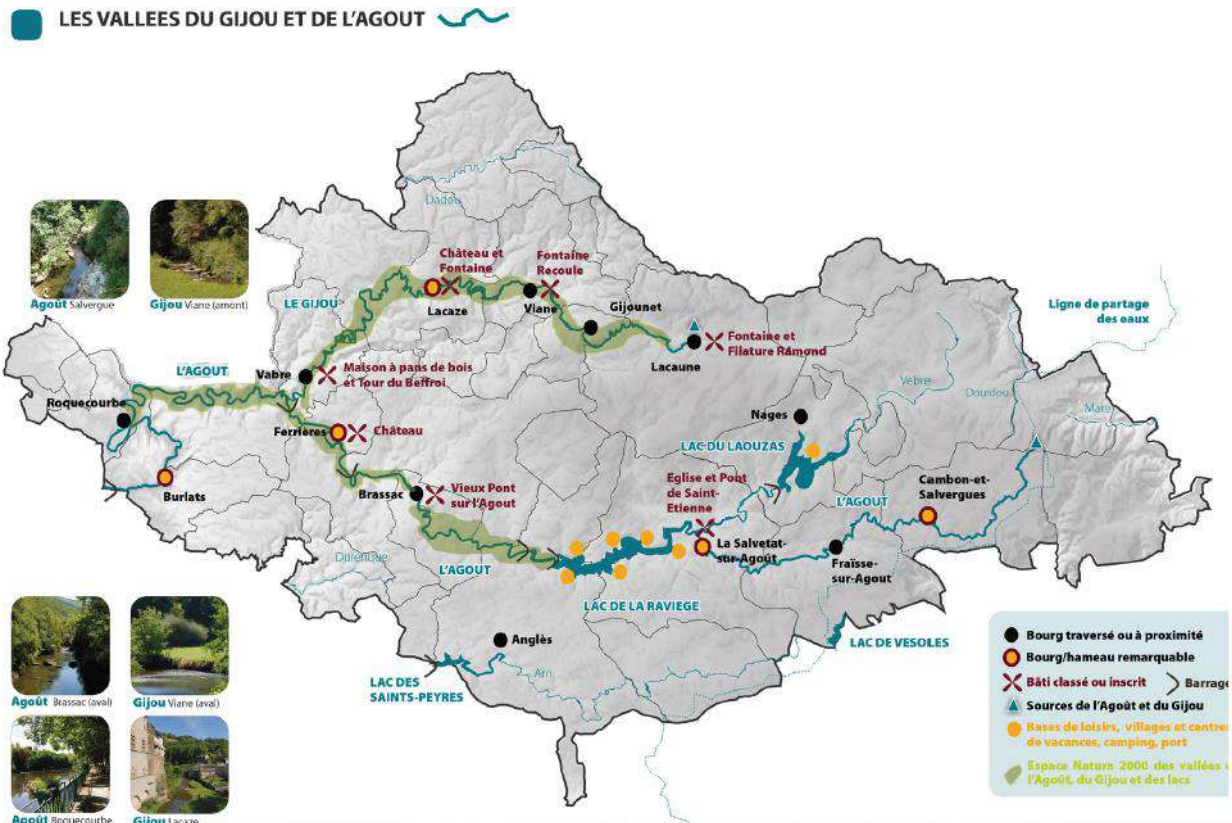 LES VALLEES DU GIJOU ET DE L'AGOUT
Dadou
Agoût Salvergue
Gijou Viane (amont)
LE GIJOU
Château et
Fontaine
Lacaze
Fontaine
Recoule
Viane
Gijounet
Lacaune
Fontaine et
Filature Ramond
Ligne de partage
des eaux
L'AGOUT
Vabre
Maison à pans de bois
et Tour du Beffroi
Roquecourbe
Ferrières
Château
Burlats
Brassac
Vieux Pont
sur l'Agout
Nages
LAC DU LAOUZAS
Vèbre
Dourdou
Mare
Eglise et Pont
de Saint-
Etienne
L'AGOUT
Cambon-et-
Salvergues
La Salvetat-
sur-Agoût
Fraïsse-
sur-Agout
Durenque
L'AGOUT
LAC DE LA RAVIEGE
LAC DE VESOLES
Anglès
Arn
LAC DES
SAINTS-PEYRES
Agoût Brassac (aval)
Gijou Viane (aval)
Agoût Roquecourbe
Gijou Lacaze
Bourg traversé ou à proximité
Bourg/hameau remarquable
Bâti classé ou inscrit
Barrage
Sources de l'Agoût et du Gijou
Bases de loisirs, villages et centre
de vacances, camping, port
Espace Natura 2000 des vallées
l'Agoût, du Gijou et des lacs